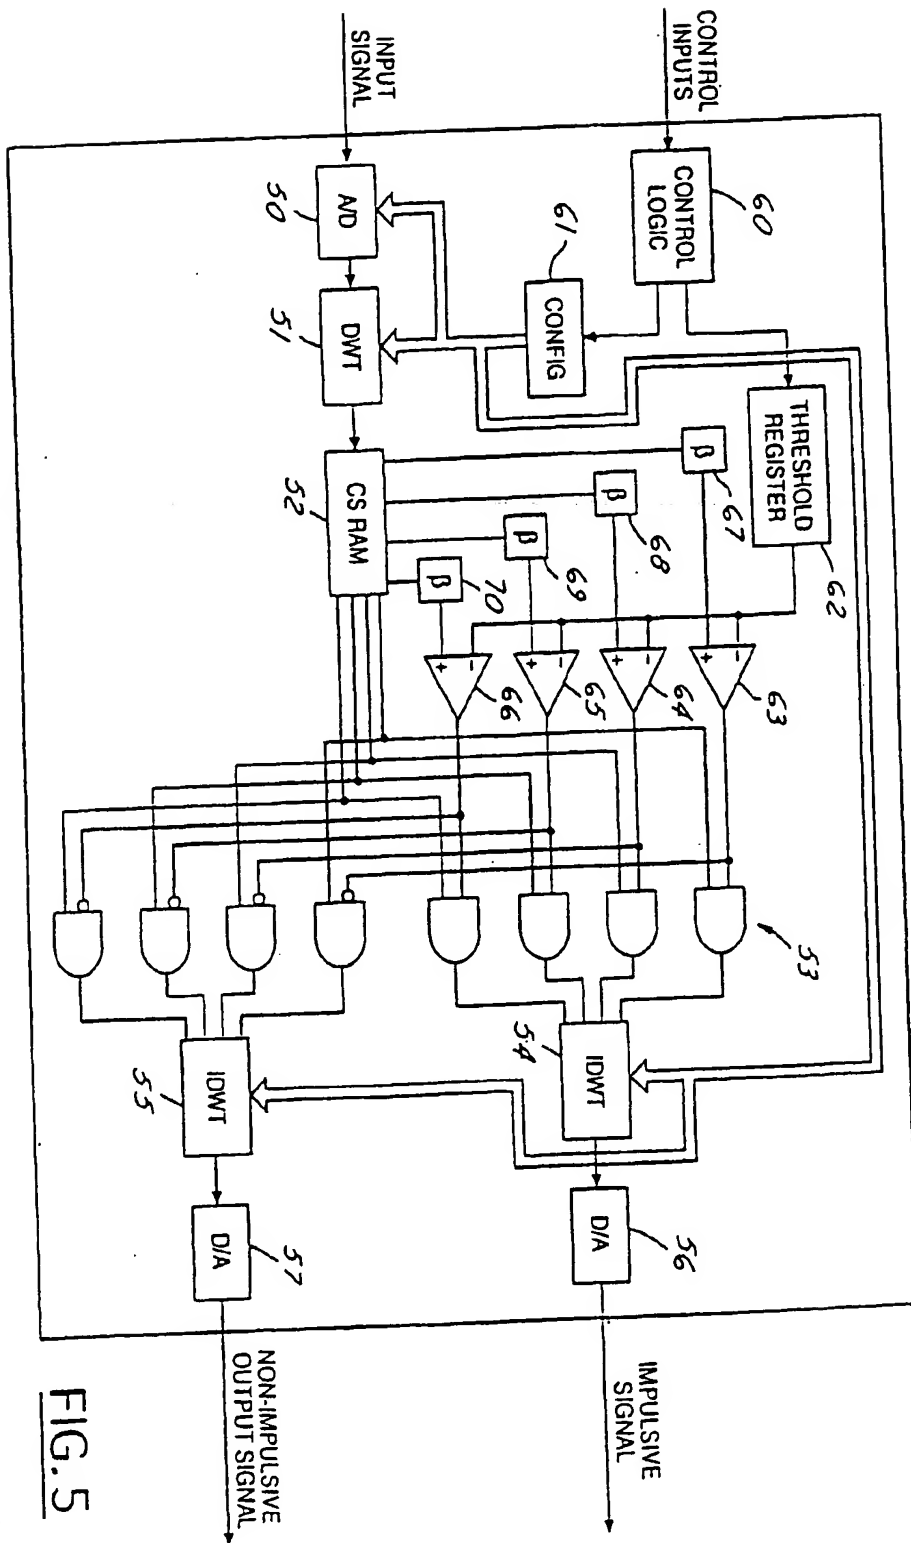 CONTROL
INPUTS
CONTROL
LOGIC
60
THRESHOLD
REGISTER
62
61
CONFIG
INPUT
SIGNAL
A/D
50
DWT
51
CS RAM
52
β
67
β
68
β
69
β
70
-
+
63
-
+
64
-
+
65
-
+
66
53
IDWT
54
D/A
56
IMPULSIVE
SIGNAL
IDWT
55
D/A
57
NON-IMPULSIVE
OUTPUT SIGNAL
FIG. 5